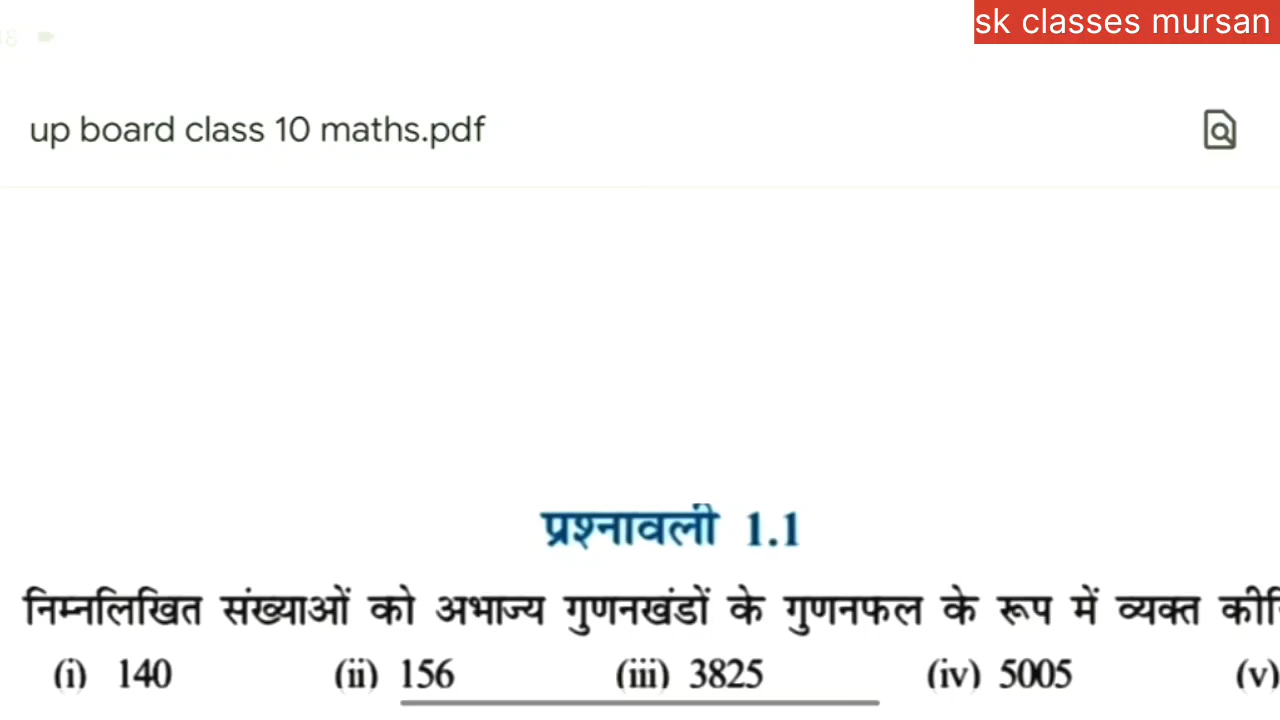 sk classes mursan
up board class 10 maths.pdf
प्रश्नावली 1.1
निम्नलिखित संख्याओं को अभाज्य गुणनखंडों के गुणनफल के रूप में व्यक्त
(i) 140 (ii) 156 (iii) 3825 (iv) 5005 (v)